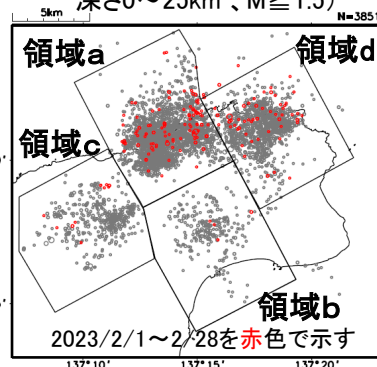 深さ0～25km、M≧1.5）
5km
N=3851
領域a
領域d
領域c
領域b
2023/2/1～2/28を赤色で示す
137°10′
137°15′
137°20′